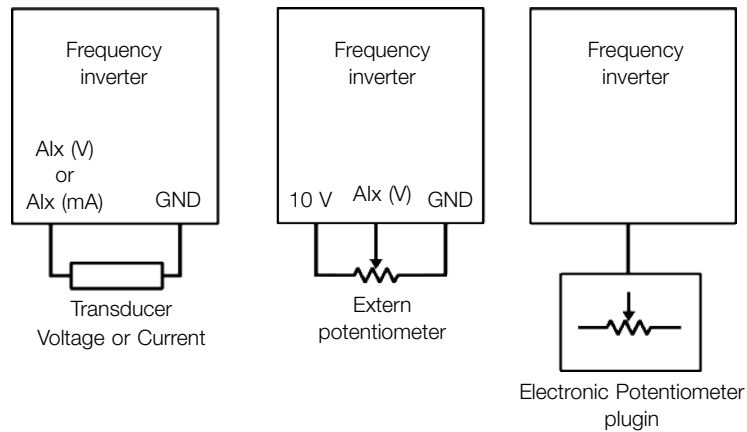 Frequency
inverter
AIx (V)
or
AIx (mA)
GND
Transducer
Voltage or Current
Frequency
inverter
10 V
AIx (V)
GND
Extern
potentiometer
Frequency
inverter
Electronic Potentiometer
plugin